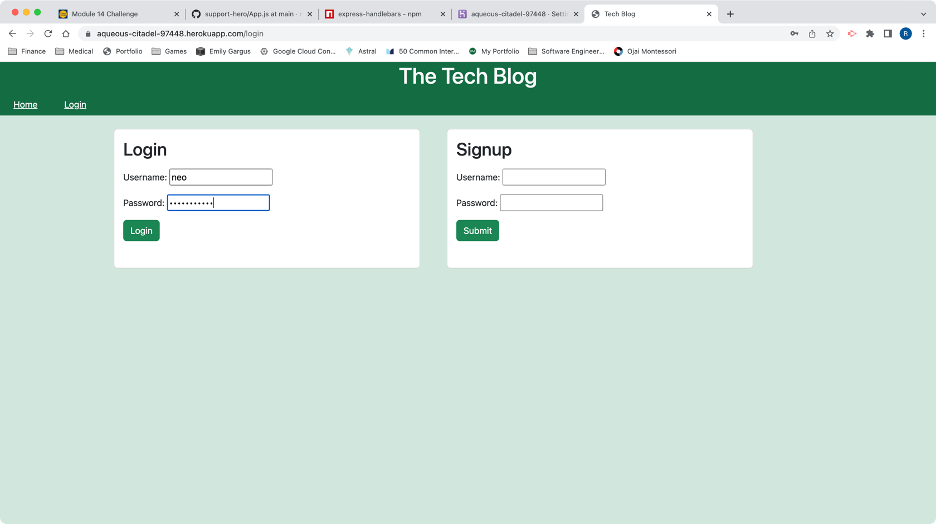 Module 14 Challenge
support-hero/App.js at main · r
express-handlebars - npm
aqueous-citadel-97448 · Setti
Tech Blog
aqueous-citadel-97448.herokuapp.com/login
R
Finance Medical Portfolio Games Emily Gargus Google Cloud Con... Astral 50 Common Inter... My Portfolio Software Engineer... Ojai Montessori
The Tech Blog
Home Login
Login
Username: neo
Password: •••••••••••
Login
Signup
Username:
Password:
Submit